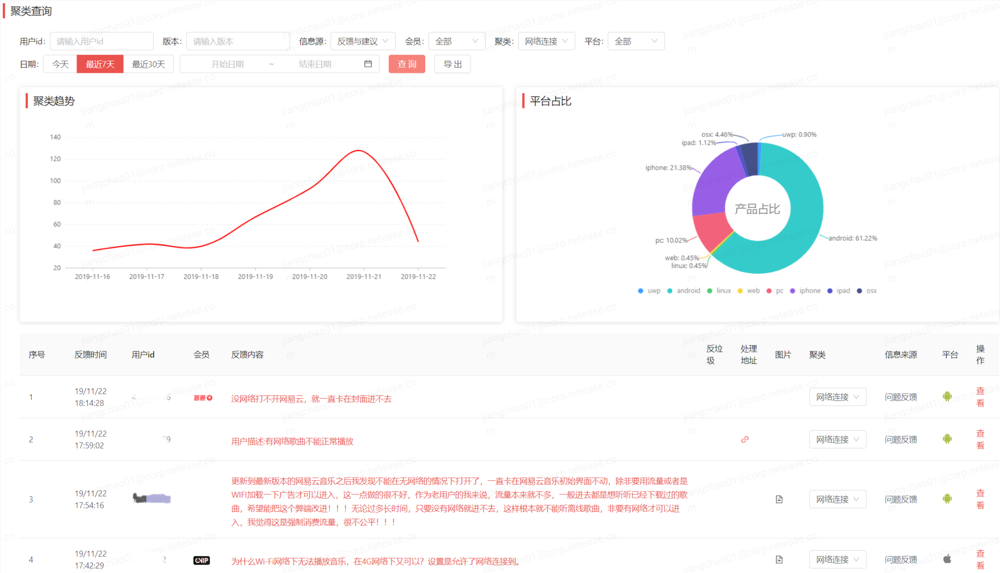 聚类查询
用户id: 请输入用户id 版本: 请输入版本 信息源: 反馈与建议 会员: 全部 聚类: 网络连接 平台: 全部
日期: 今天 最近7天 最近30天 开始日期 ~ 结束日期 查 询 导 出
聚类趋势
140
120
100
80
60
40
20
2019-11-16 2019-11-17 2019-11-18 2019-11-19 2019-11-20 2019-11-21 2019-11-22
平台占比
osx: 4.46% uwp: 0.90%
ipad: 1.12%
iphone: 21.38%
产品占比
pc: 10.02% android: 61.22%
web: 0.45%
linux: 0.45%
uwp android linux web pc iphone ipad osx
序号 反馈时间 用户id 会员 反馈内容 反垃圾 处理地址 图片 聚类 信息来源 平台 操作
1 19/11/22 18:14:28 普通 没网络打不开网易云，就一直卡在封面进不去 网络连接 问题反馈 查看
2 19/11/22 17:59:02 用户描述:有网络歌曲不能正常播放 网络连接 问题反馈 查看
3 19/11/22 17:54:16 网络连接 问题反馈 查看
更新到最新版本的网易云音乐之后我发现不能在无网络的情况下打开了，一直卡在网易云音乐初始界面不动，除非要用流量或者是
WIFI加载一下广告才可以进入，这一点做的很不好，作为老用户的我来说，流量本来就不多，一般进去都是想听听已经下载过的歌
曲，希望能把这个弊端改进！！！无论过多长时间，只要没有网络就进不去，这样根本就不能听离线歌曲，非要有网络才可以进
入，我觉得这是强制消费流量，很不公平！！！
4 19/11/22 17:42:29 VIP 为什么Wi-Fi网络下无法播放音乐，在4G网络下又可以？设置是允许了网络连接到。 网络连接 问题反馈 查看
jiangchao01@corp.netease.com